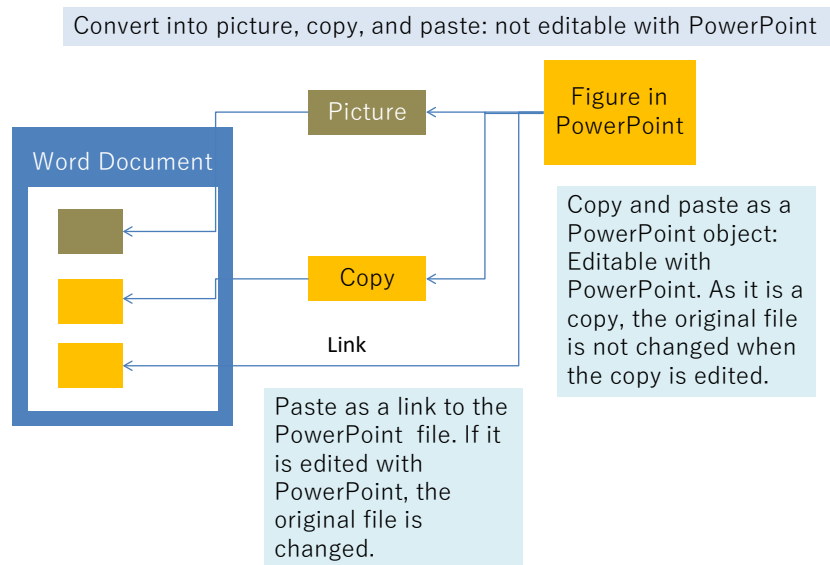 Convert into picture, copy, and paste: not editable with PowerPoint
Picture
Figure in
PowerPoint
Word Document
Copy and paste as a
PowerPoint object:
Editable with
PowerPoint. As it is a
copy, the original file
is not changed when
the copy is edited.
Copy
Link
Paste as a link to the
PowerPoint file. If it
is edited with
PowerPoint, the
original file is
changed.